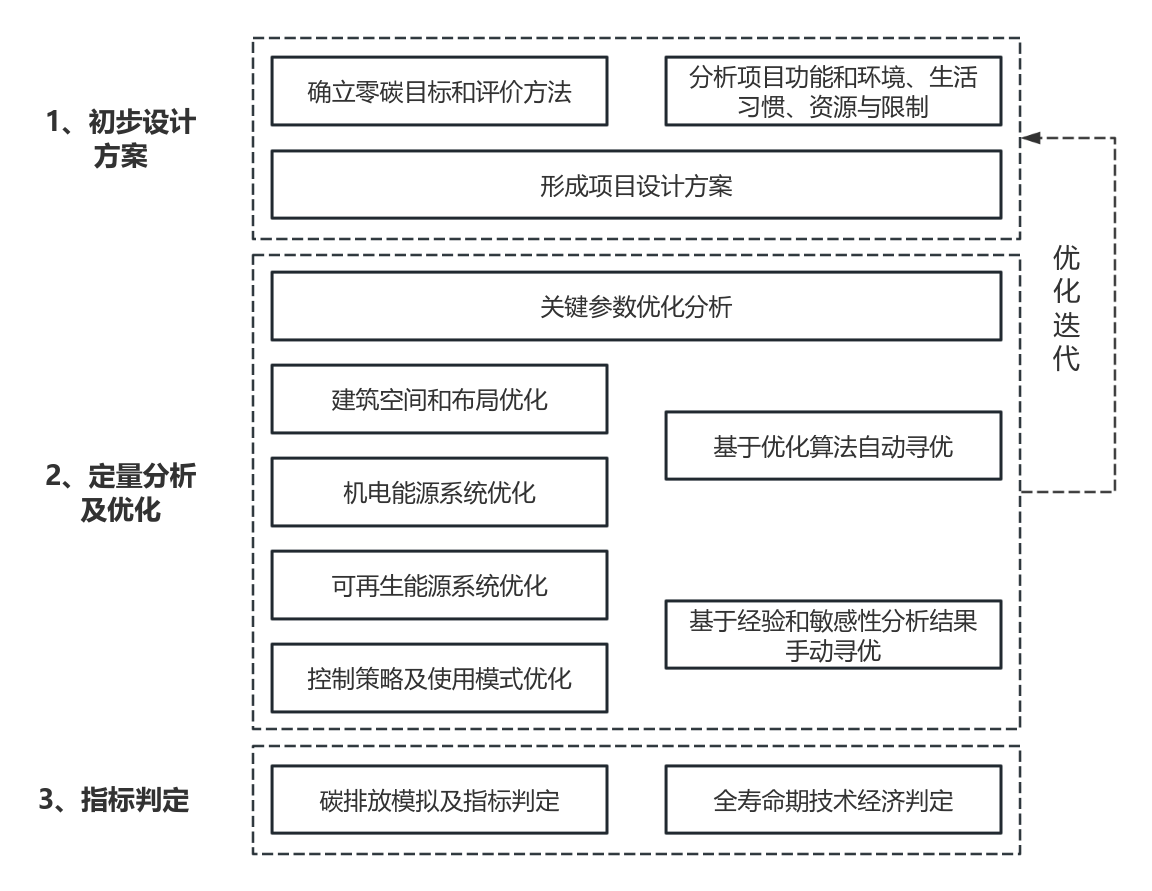 1、初步设计
方案
确立零碳目标和评价方法
分析项目功能和环境、生活
习惯、资源与限制
形成项目设计方案
优
化
迭
代
2、定量分析
及优化
关键参数优化分析
建筑空间和布局优化
机电能源系统优化
可再生能源系统优化
控制策略及使用模式优化
基于优化算法自动寻优
基于经验和敏感性分析结果
手动寻优
3、指标判定
碳排放模拟及指标判定
全寿命期技术经济判定